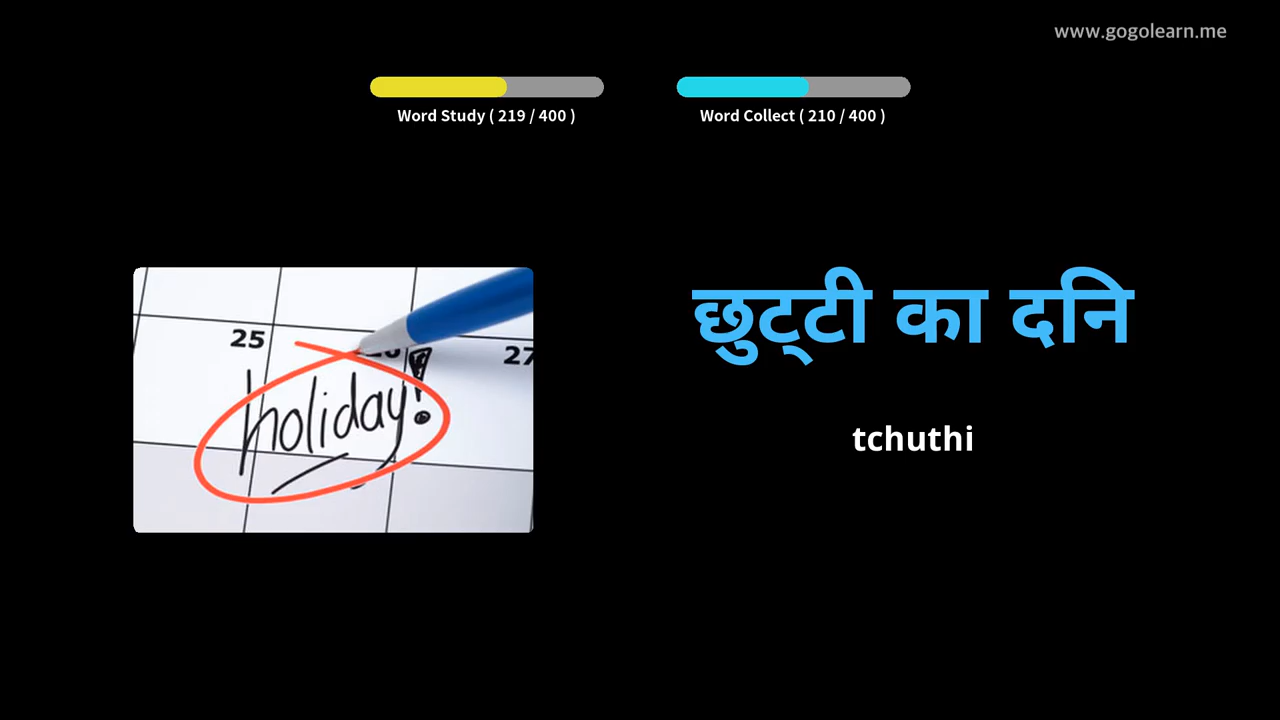 www.gogolearn.me
Word Study ( 219 / 400 )
Word Collect ( 210 / 400 )
छुट्‌टी का दनि
tchuthi
25
27
holiday!